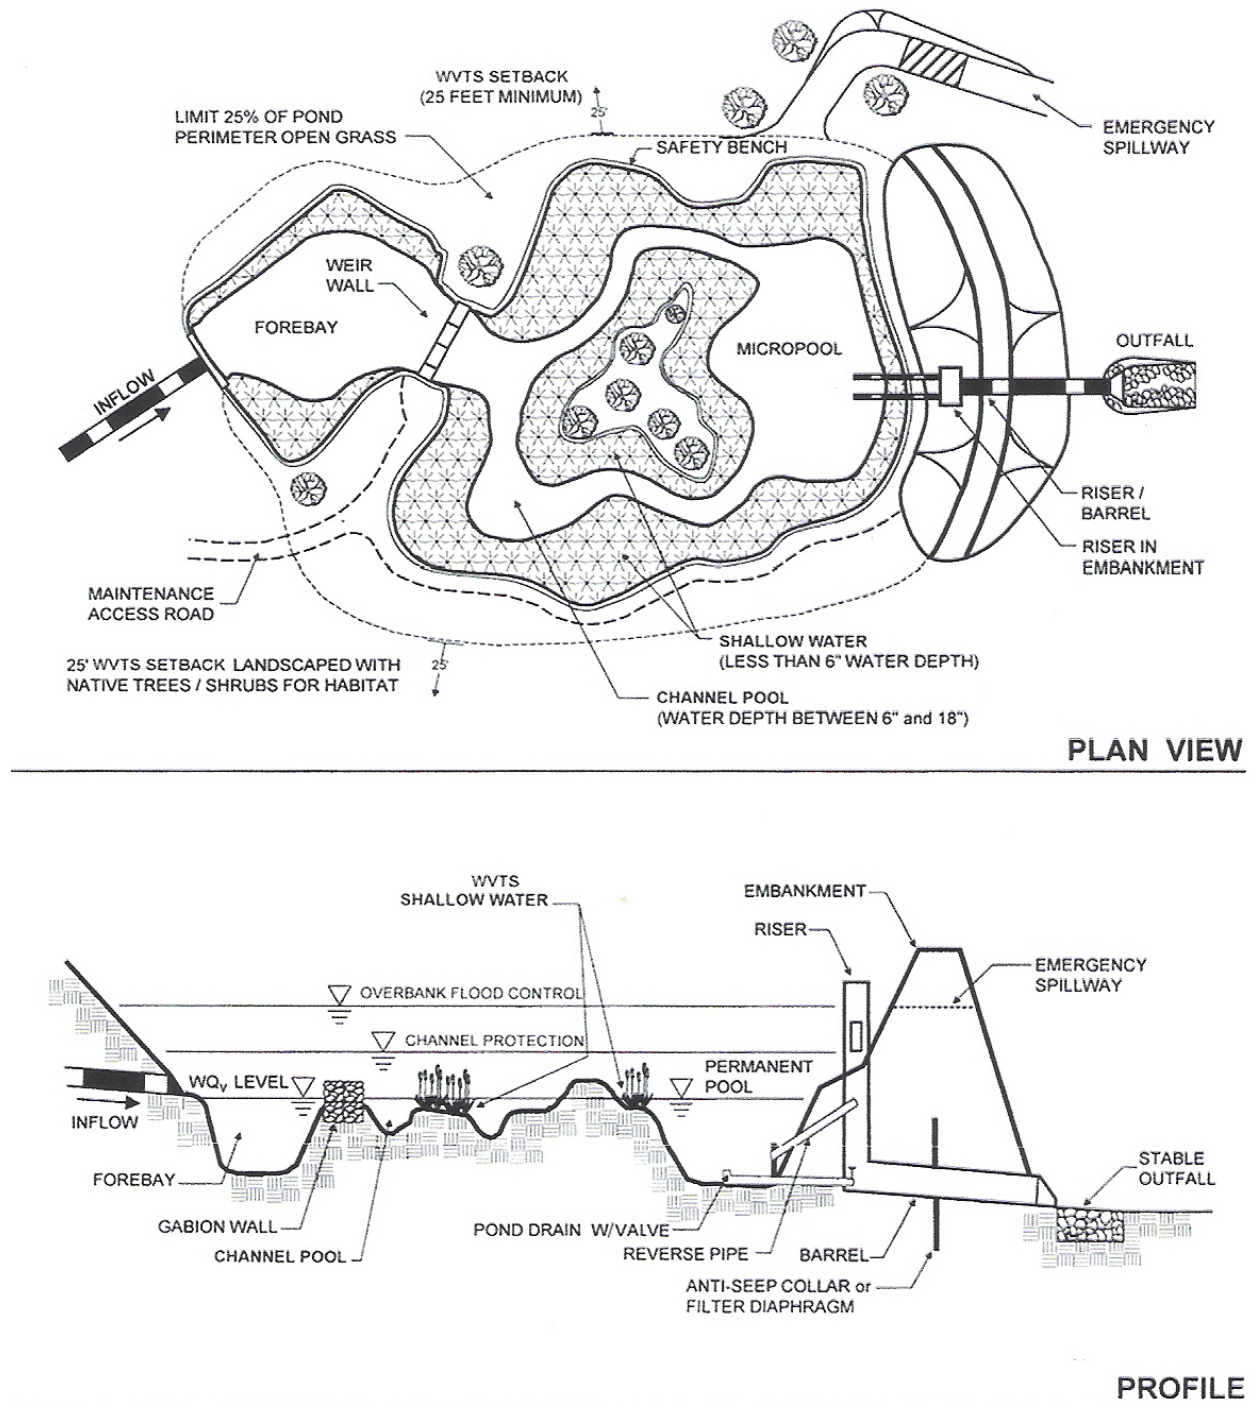 WVTS SETBACK
(25 FEET MINIMUM)
25'
LIMIT 25% OF POND
PERIMETER OPEN GRASS
SAFETY BENCH
EMERGENCY
SPILLWAY
WEIR
WALL
FOREBAY
MICROPOOL
OUTFALL
INFLOW
RISER /
BARREL
RISER IN
EMBANKMENT
MAINTENANCE
ACCESS ROAD
SHALLOW WATER
(LESS THAN 6" WATER DEPTH)
25' WVTS SETBACK LANDSCAPED WITH
NATIVE TREES / SHRUBS FOR HABITAT
25'
CHANNEL POOL
(WATER DEPTH BETWEEN 6" and 18")
PLAN VIEW
WVTS
SHALLOW WATER
EMBANKMENT
RISER
EMERGENCY
SPILLWAY
OVERBANK FLOOD CONTROL
CHANNEL PROTECTION
WQv LEVEL
PERMANENT
POOL
INFLOW
FOREBAY
STABLE
OUTFALL
GABION WALL
CHANNEL POOL
POND DRAIN W/VALVE
REVERSE PIPE
BARREL
ANTI-SEEP COLLAR or
FILTER DIAPHRAGM
PROFILE